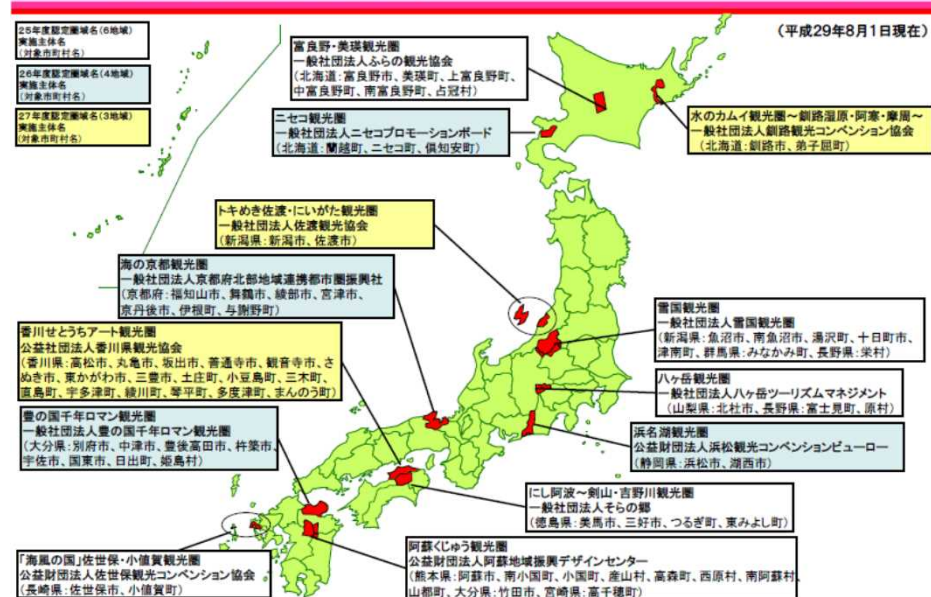 (平成29年8月1日現在)
25年度認定圏域名(6地域)
実施主体名
(対象市町村名)
26年度認定圏域名(4地域)
実施主体名
(対象市町村名)
27年度認定圏域名(3地域)
実施主体名
(対象市町村名)
富良野・美瑛観光圏
一般社団法人ふらの観光協会
(北海道:富良野市、美瑛町、上富良野町、
中富良野町、南富良野町、占冠村)
ニセコ観光圏
一般社団法人ニセコプロモーションボード
(北海道:蘭越町、ニセコ町、倶知安町)
水のカムイ観光圏~釧路湿原・阿寒・摩周~
一般社団法人釧路観光コンベンション協会
(北海道:釧路市、弟子屈町)
トキめき佐渡・にいがた観光圏
一般社団法人佐渡観光協会
(新潟県:新潟市、佐渡市)
海の京都観光圏
一般社団法人京都府北部地域連携都市圏振興社
(京都府:福知山市、舞鶴市、綾部市、宮津市、
京丹後市、伊根町、与謝野町)
雪国観光圏
一般社団法人雪国観光圏
(新潟県:魚沼市、南魚沼市、湯沢町、十日町市、
津南町、群馬県:みなかみ町、長野県:栄村)
香川せとうちアート観光圏
公益社団法人香川県観光協会
(香川県:高松市、丸亀市、坂出市、善通寺市、観音寺市、さ
ぬき市、東かがわ市、三豊市、土庄町、小豆島町、三木町、
直島町、宇多津町、綾川町、琴平町、多度津町、まんのう町)
八ヶ岳観光圏
一般社団法人八ヶ岳ツーリズムマネジメント
(山梨県:北杜市、長野県:富士見町、原村)
豊の国千年ロマン観光圏
一般社団法人豊の国千年ロマン観光圏
(大分県:別府市、中津市、豊後高田市、杵築市、
宇佐市、国東市、日出町、姫島村)
浜名湖観光圏
公益財団法人浜松観光コンベンションビューロー
(静岡県:浜松市、湖西市)
にし阿波~剣山・吉野川観光圏
一般社団法人そらの郷
(徳島県:美馬市、三好市、つるぎ町、東みよし町)
「海風の国」佐世保・小値賀観光圏
公益財団法人佐世保観光コンベンション協会
(長崎県:佐世保市、小値賀町)
阿蘇くじゅう観光圏
公益財団法人阿蘇地域振興デザインセンター
(熊本県:阿蘇市、南小国町、小国町、産山村、高森町、西原村、南阿蘇村、
山都町、大分県:竹田市、宮崎県:高千穂町)